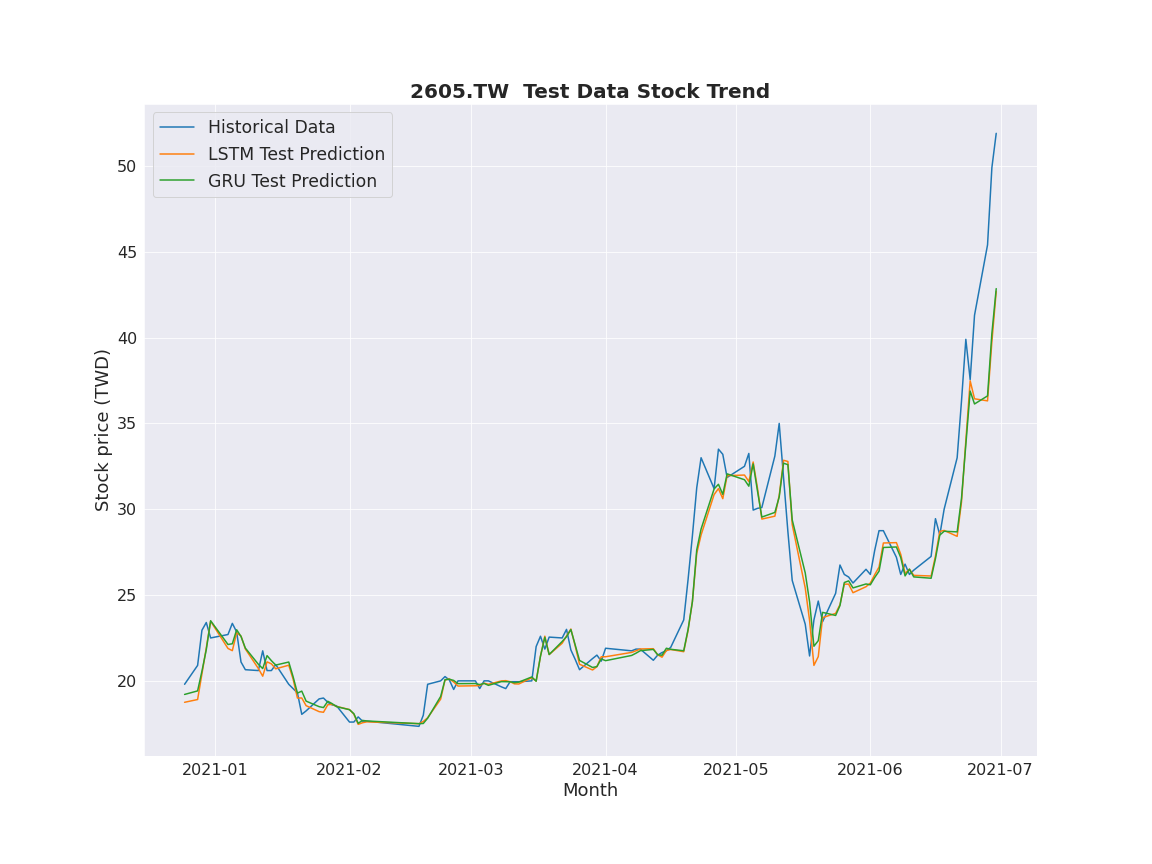 2605.TW  Test Data Stock Trend
Historical Data
LSTM Test Prediction
GRU Test Prediction
50
45
40
35
30
25
20
Stock price (TWD)
2021-01
2021-02
2021-03
2021-04
2021-05
2021-06
2021-07
Month